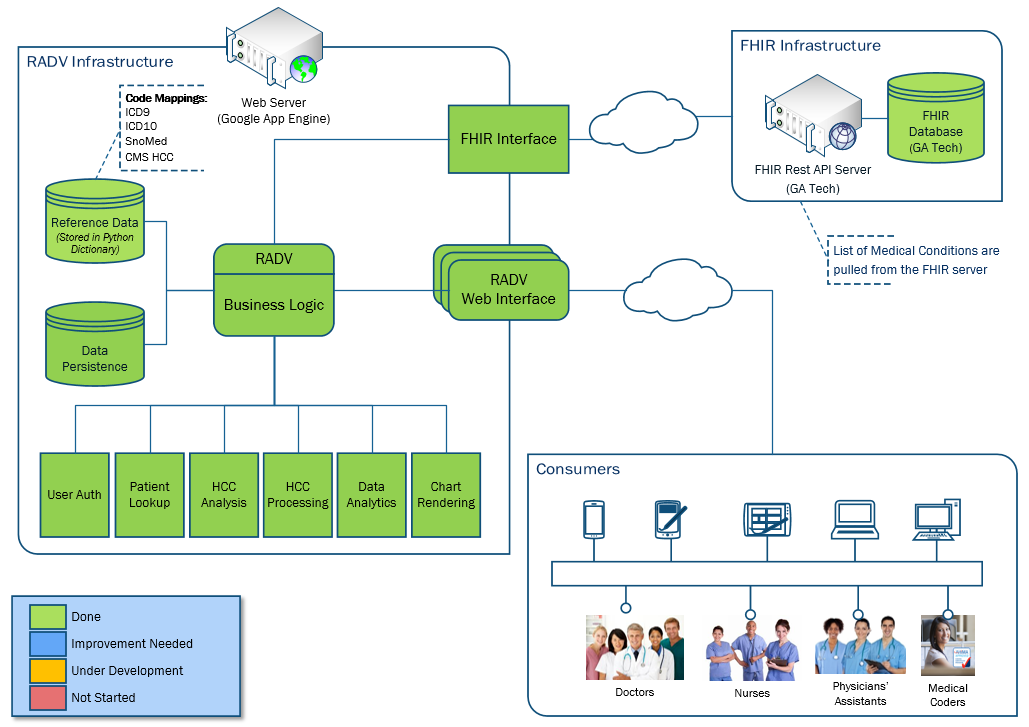 RADV Infrastructure
Web Server
(Google App Engine)
Code Mappings:
ICD9
ICD10
SnoMed
CMS HCC
Reference Data
(Stored in Python
Dictionary)
Data
Persistence
RADV
Business Logic
FHIR Interface
RADV
Web Interface
User Auth
Patient
Lookup
HCC
Analysis
HCC
Processing
Data
Analytics
Chart
Rendering
FHIR Infrastructure
FHIR Rest API Server
(GA Tech)
FHIR
Database
(GA Tech)
List of Medical Conditions are
pulled from the FHIR server
Consumers
Doctors
Nurses
Physicians’
Assistants
Medical
Coders
Done
Improvement Needed
Under Development
Not Started